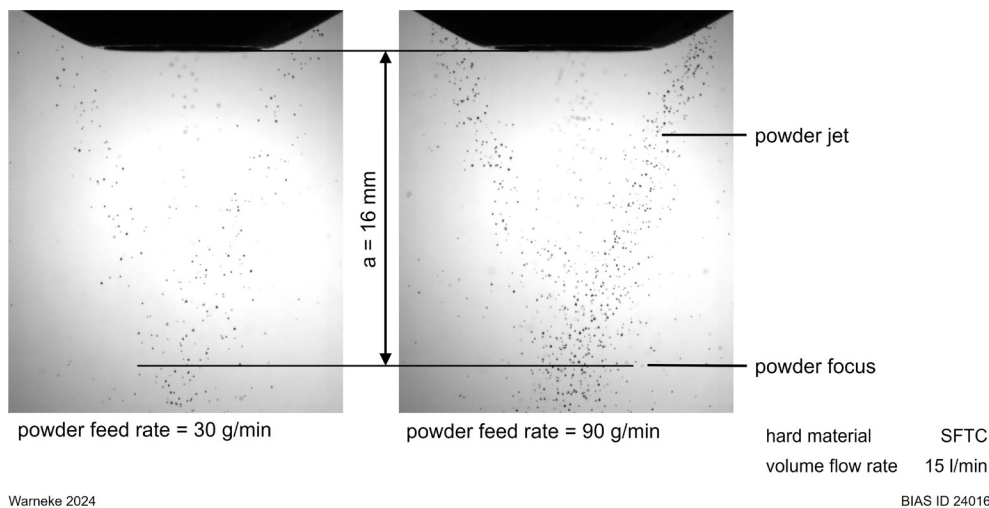 a = 16 mm
powder jet
powder focus
powder feed rate = 30 g/min
powder feed rate = 90 g/min
hard material SFTC
volume flow rate 15 l/min
Warneke 2024
BIAS ID 24016